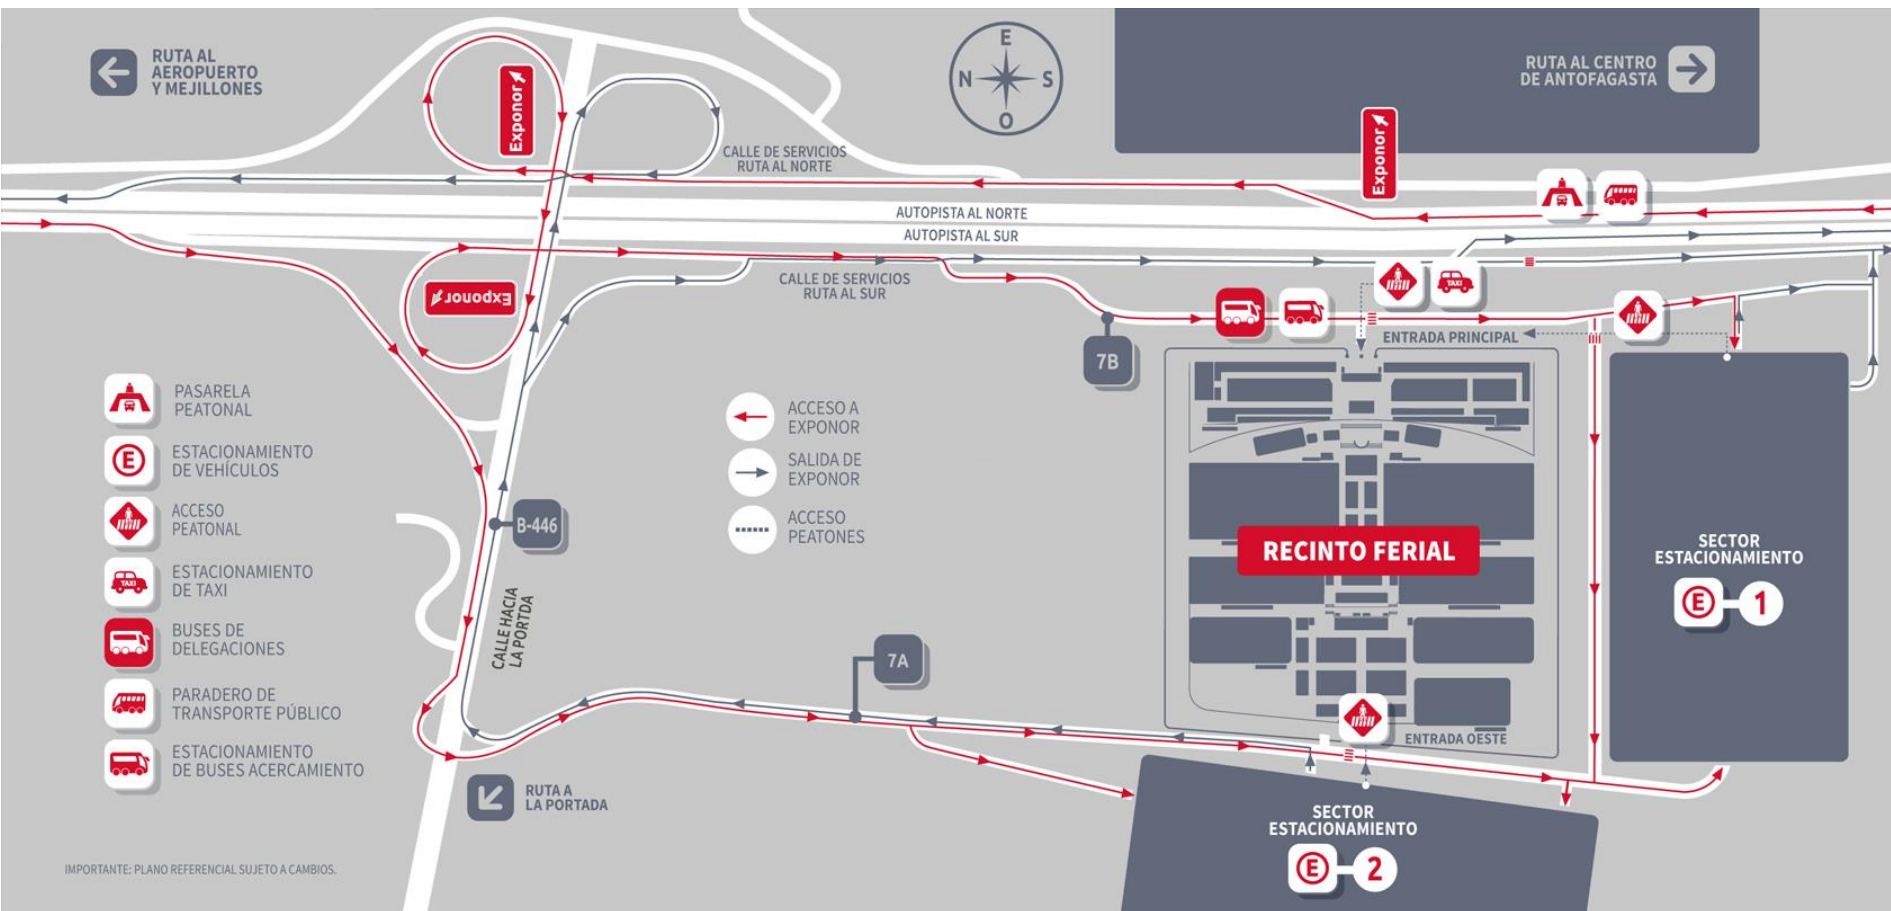 RUTA AL
AEROPUERTO
Y MEJILLONES
Exponor
E
N
S
O
RUTA AL CENTRO
DE ANTOFAGASTA
Exponor
CALLE DE SERVICIOS
RUTA AL NORTE
AUTOPISTA AL NORTE
AUTOPISTA AL SUR
CALLE DE SERVICIOS
RUTA AL SUR
Exponor
TAXI
7B
ENTRADA PRINCIPAL
PASARELA
PEATONAL
E
ESTACIONAMIENTO
DE VEHÍCULOS
ACCESO
PEATONAL
TAXI
ESTACIONAMIENTO
DE TAXI
BUSES DE
DELEGACIONES
PARADERO DE
TRANSPORTE PÚBLICO
ESTACIONAMIENTO
DE BUSES ACERCAMIENTO
ACCESO A
EXPONOR
SALIDA DE
EXPONOR
ACCESO
PEATONES
B-446
CALLE HACIA
LA PORTDA
RECINTO FERIAL
SECTOR
ESTACIONAMIENTO
E 1
7A
ENTRADA OESTE
RUTA A
LA PORTADA
SECTOR
ESTACIONAMIENTO
E 2
IMPORTANTE: PLANO REFERENCIAL SUJETO A CAMBIOS.